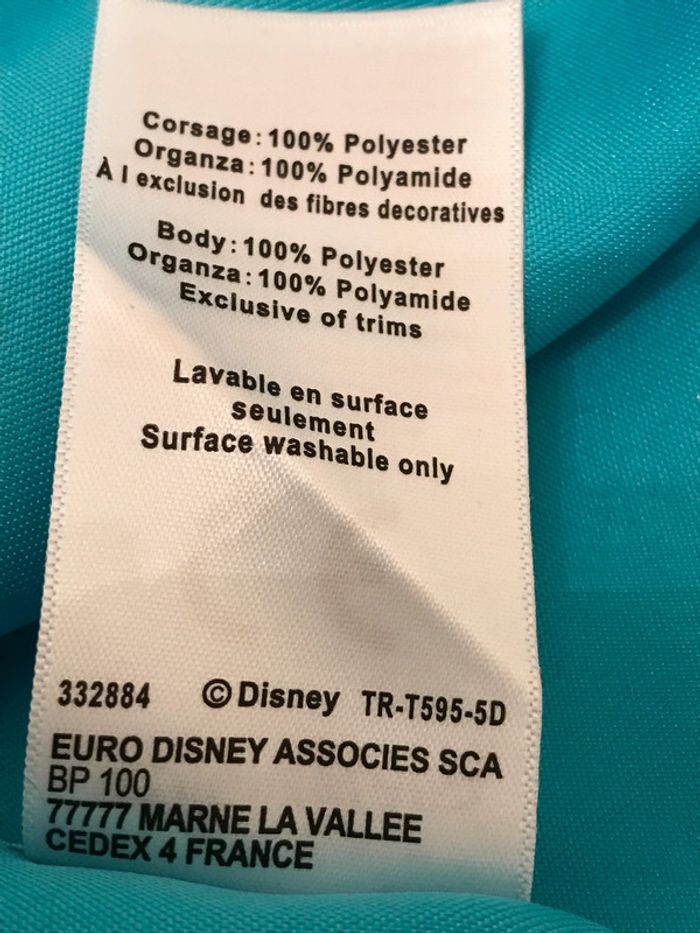 Corsage: 100% Polyester
Organza: 100% Polyamide
À l exclusion des fibres decoratives
Body: 100% Polyester
Organza: 100% Polyamide
Exclusive of trims
Lavable en surface
seulement
Surface washable only
332884 ©Disney TR-T595-5D
EURO DISNEY ASSOCIES SCA
BP 100
77777 MARNE LA VALLEE
CEDEX 4 FRANCE